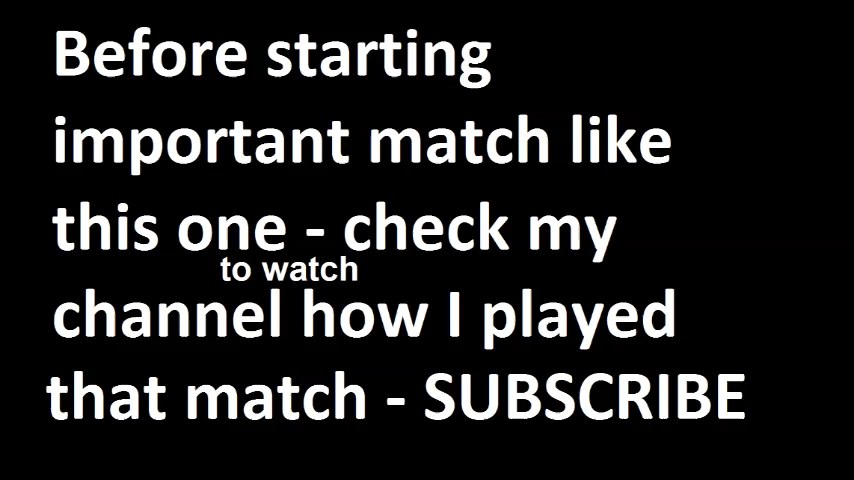 Before starting
important match like
this one - check my
to watch
channel how I played
that match - SUBSCRIBE